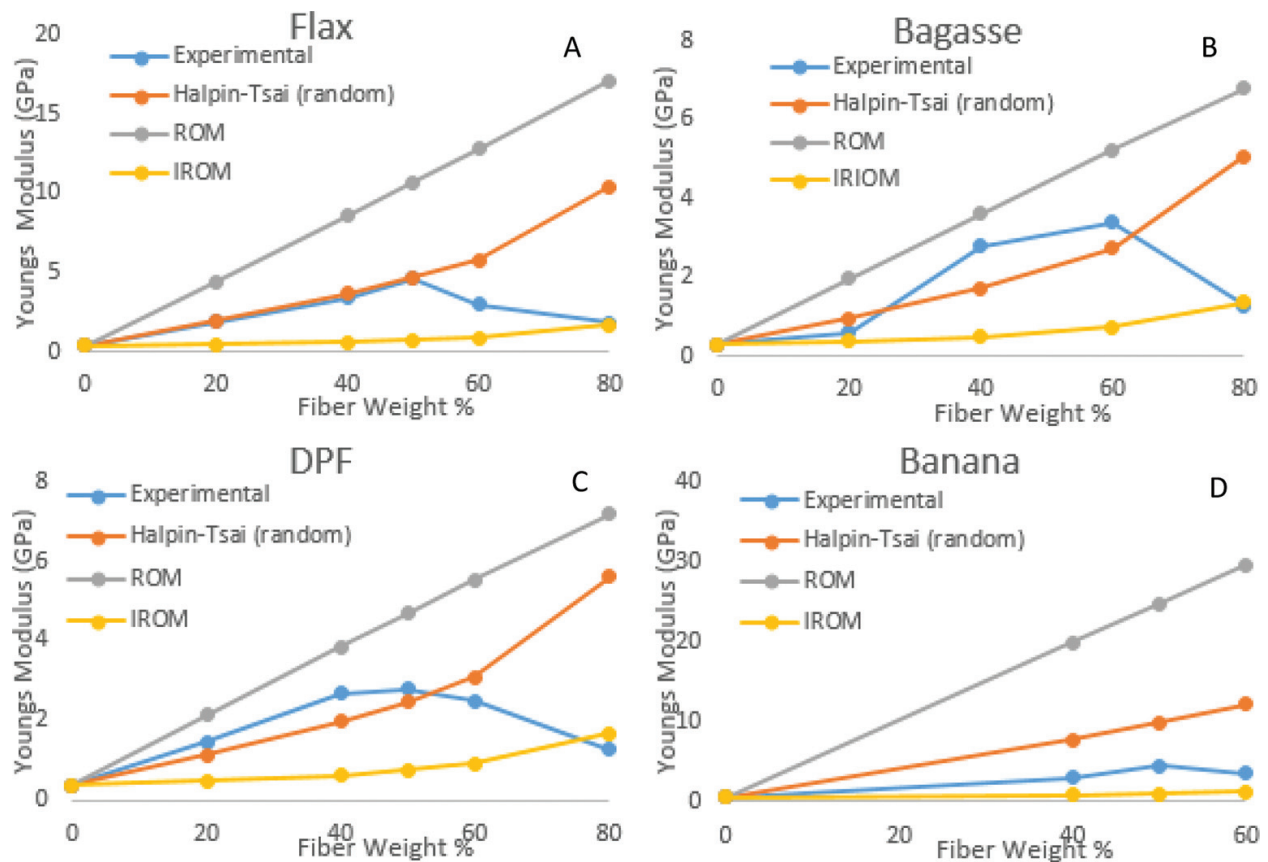 Flax
A
Youngs Modulus (GPa)
20
15
10
5
0
Experimental
Halpin-Tsai (random)
ROM
IROM
0 20 40 60 80
Fiber Weight %
Bagasse
B
Youngs Modulus (GPa)
8
6
4
2
0
Experimental
Halpin-Tsai (random)
ROM
IRIOM
0 20 40 60 80
Fiber Weight %
DPF
C
Youngs Modulus (GPa)
8
6
4
2
0
Experimental
Halpin-Tsai (random)
ROM
IROM
0 20 40 60 80
Fiber Weight %
Banana
D
Youngs Modulus (GPa)
40
30
20
10
0
Experimental
Halpin-Tsai (random)
ROM
IROM
0 20 40 60
Fiber Weight %